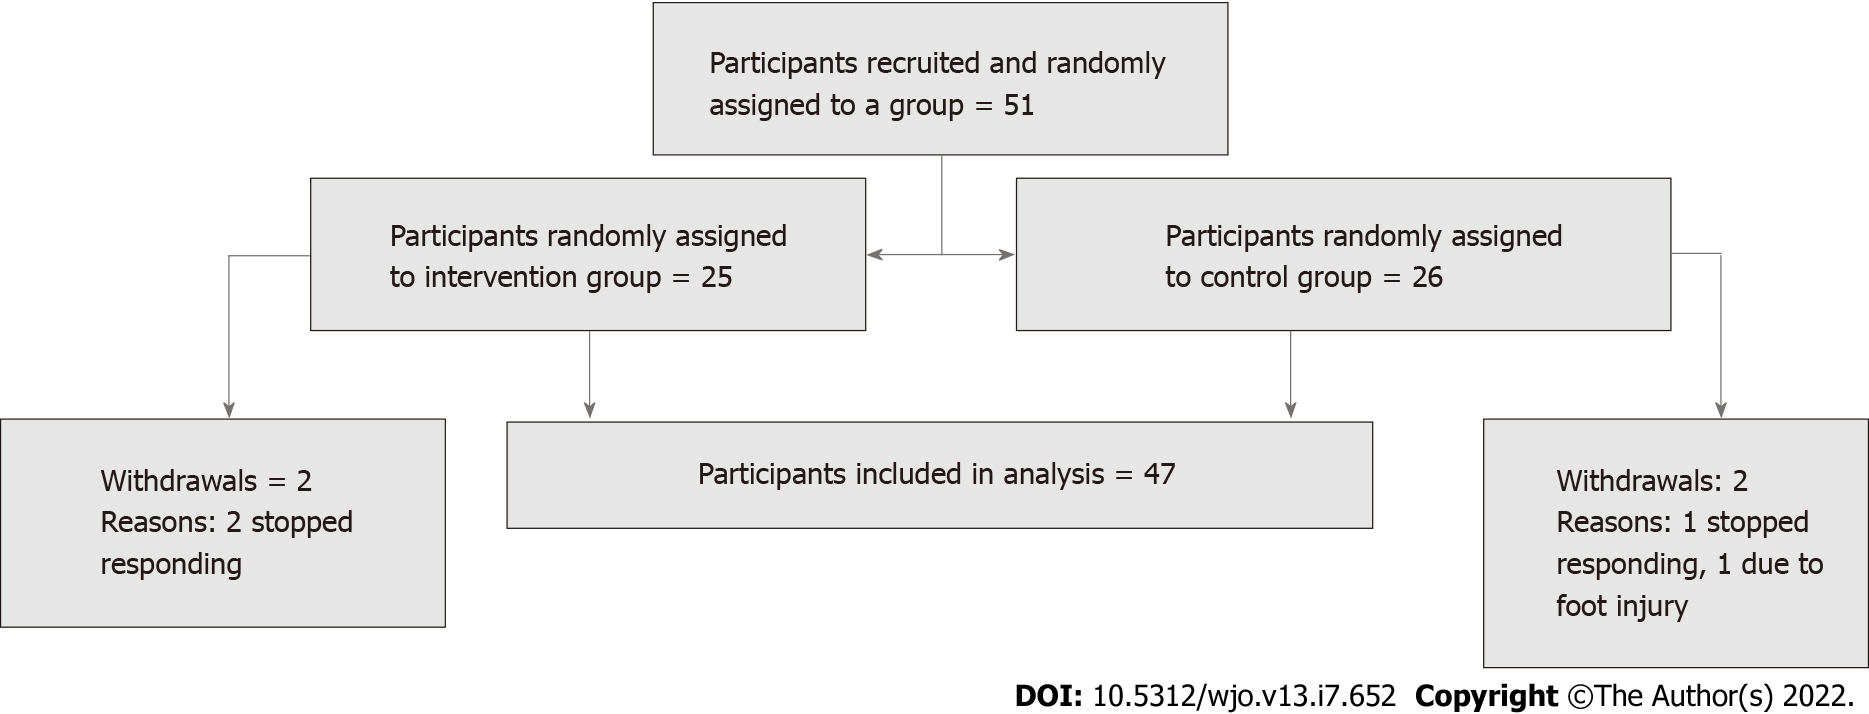 Participants recruited and randomly
assigned to a group = 51
Participants randomly assigned
to intervention group = 25
Participants randomly assigned
to control group = 26
Withdrawals = 2
Reasons: 2 stopped
responding
Participants included in analysis = 47
Withdrawals: 2
Reasons: 1 stopped
responding, 1 due to
foot injury
DOI: 10.5312/wjo.v13.i7.652 Copyright ©The Author(s) 2022.